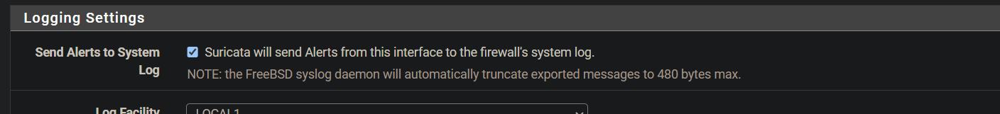 Logging Settings
Send Alerts to System Log
Suricata will send Alerts from this interface to the firewall's system log.
NOTE: the FreeBSD syslog daemon will automatically truncate exported messages to 480 bytes max.
Log Facility
LOCAL1